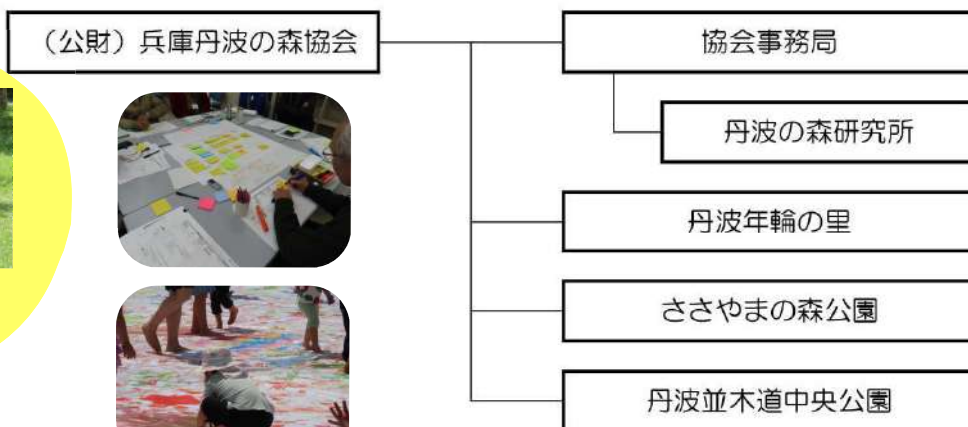 （公財）兵庫丹波の森協会
協会事務局
丹波の森研究所
丹波年輪の里
ささやまの森公園
丹波並木道中央公園